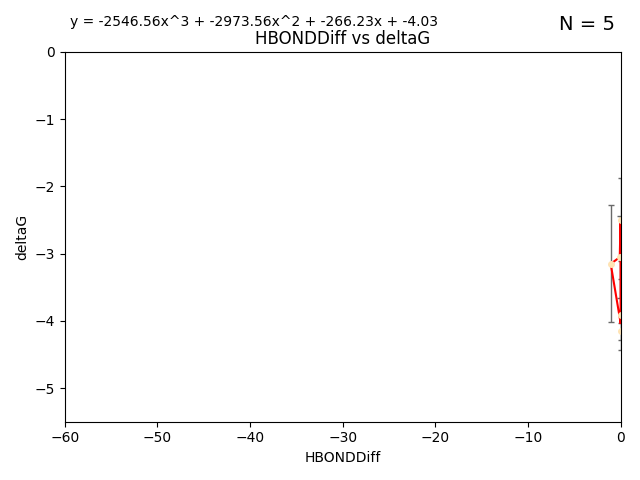 y = -2546.56x^3 + -2973.56x^2 + -266.23x + -4.03
N = 5
HBONDDiff vs deltaG
0
−1
−2
−3
−4
−5
deltaG
−60 −50 −40 −30 −20 −10 0
HBONDDiff